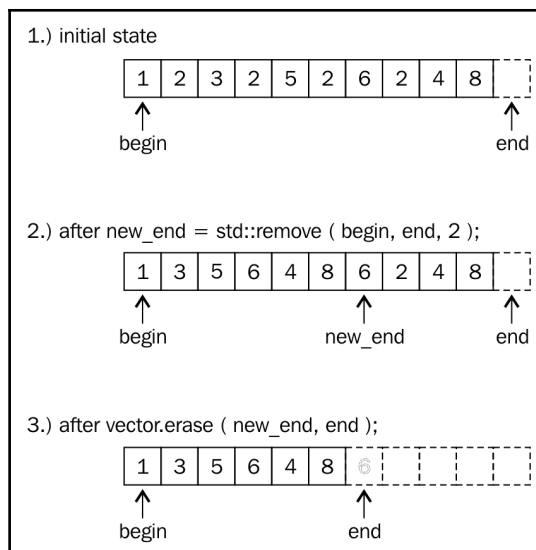 1.) initial state
1 2 3 2 5 2 6 2 4 8
begin end
2.) after new_end = std::remove ( begin, end, 2 );
1 3 5 6 4 8 6 2 4 8
begin new_end end
3.) after vector.erase ( new_end, end );
1 3 5 6 4 8 6
begin end